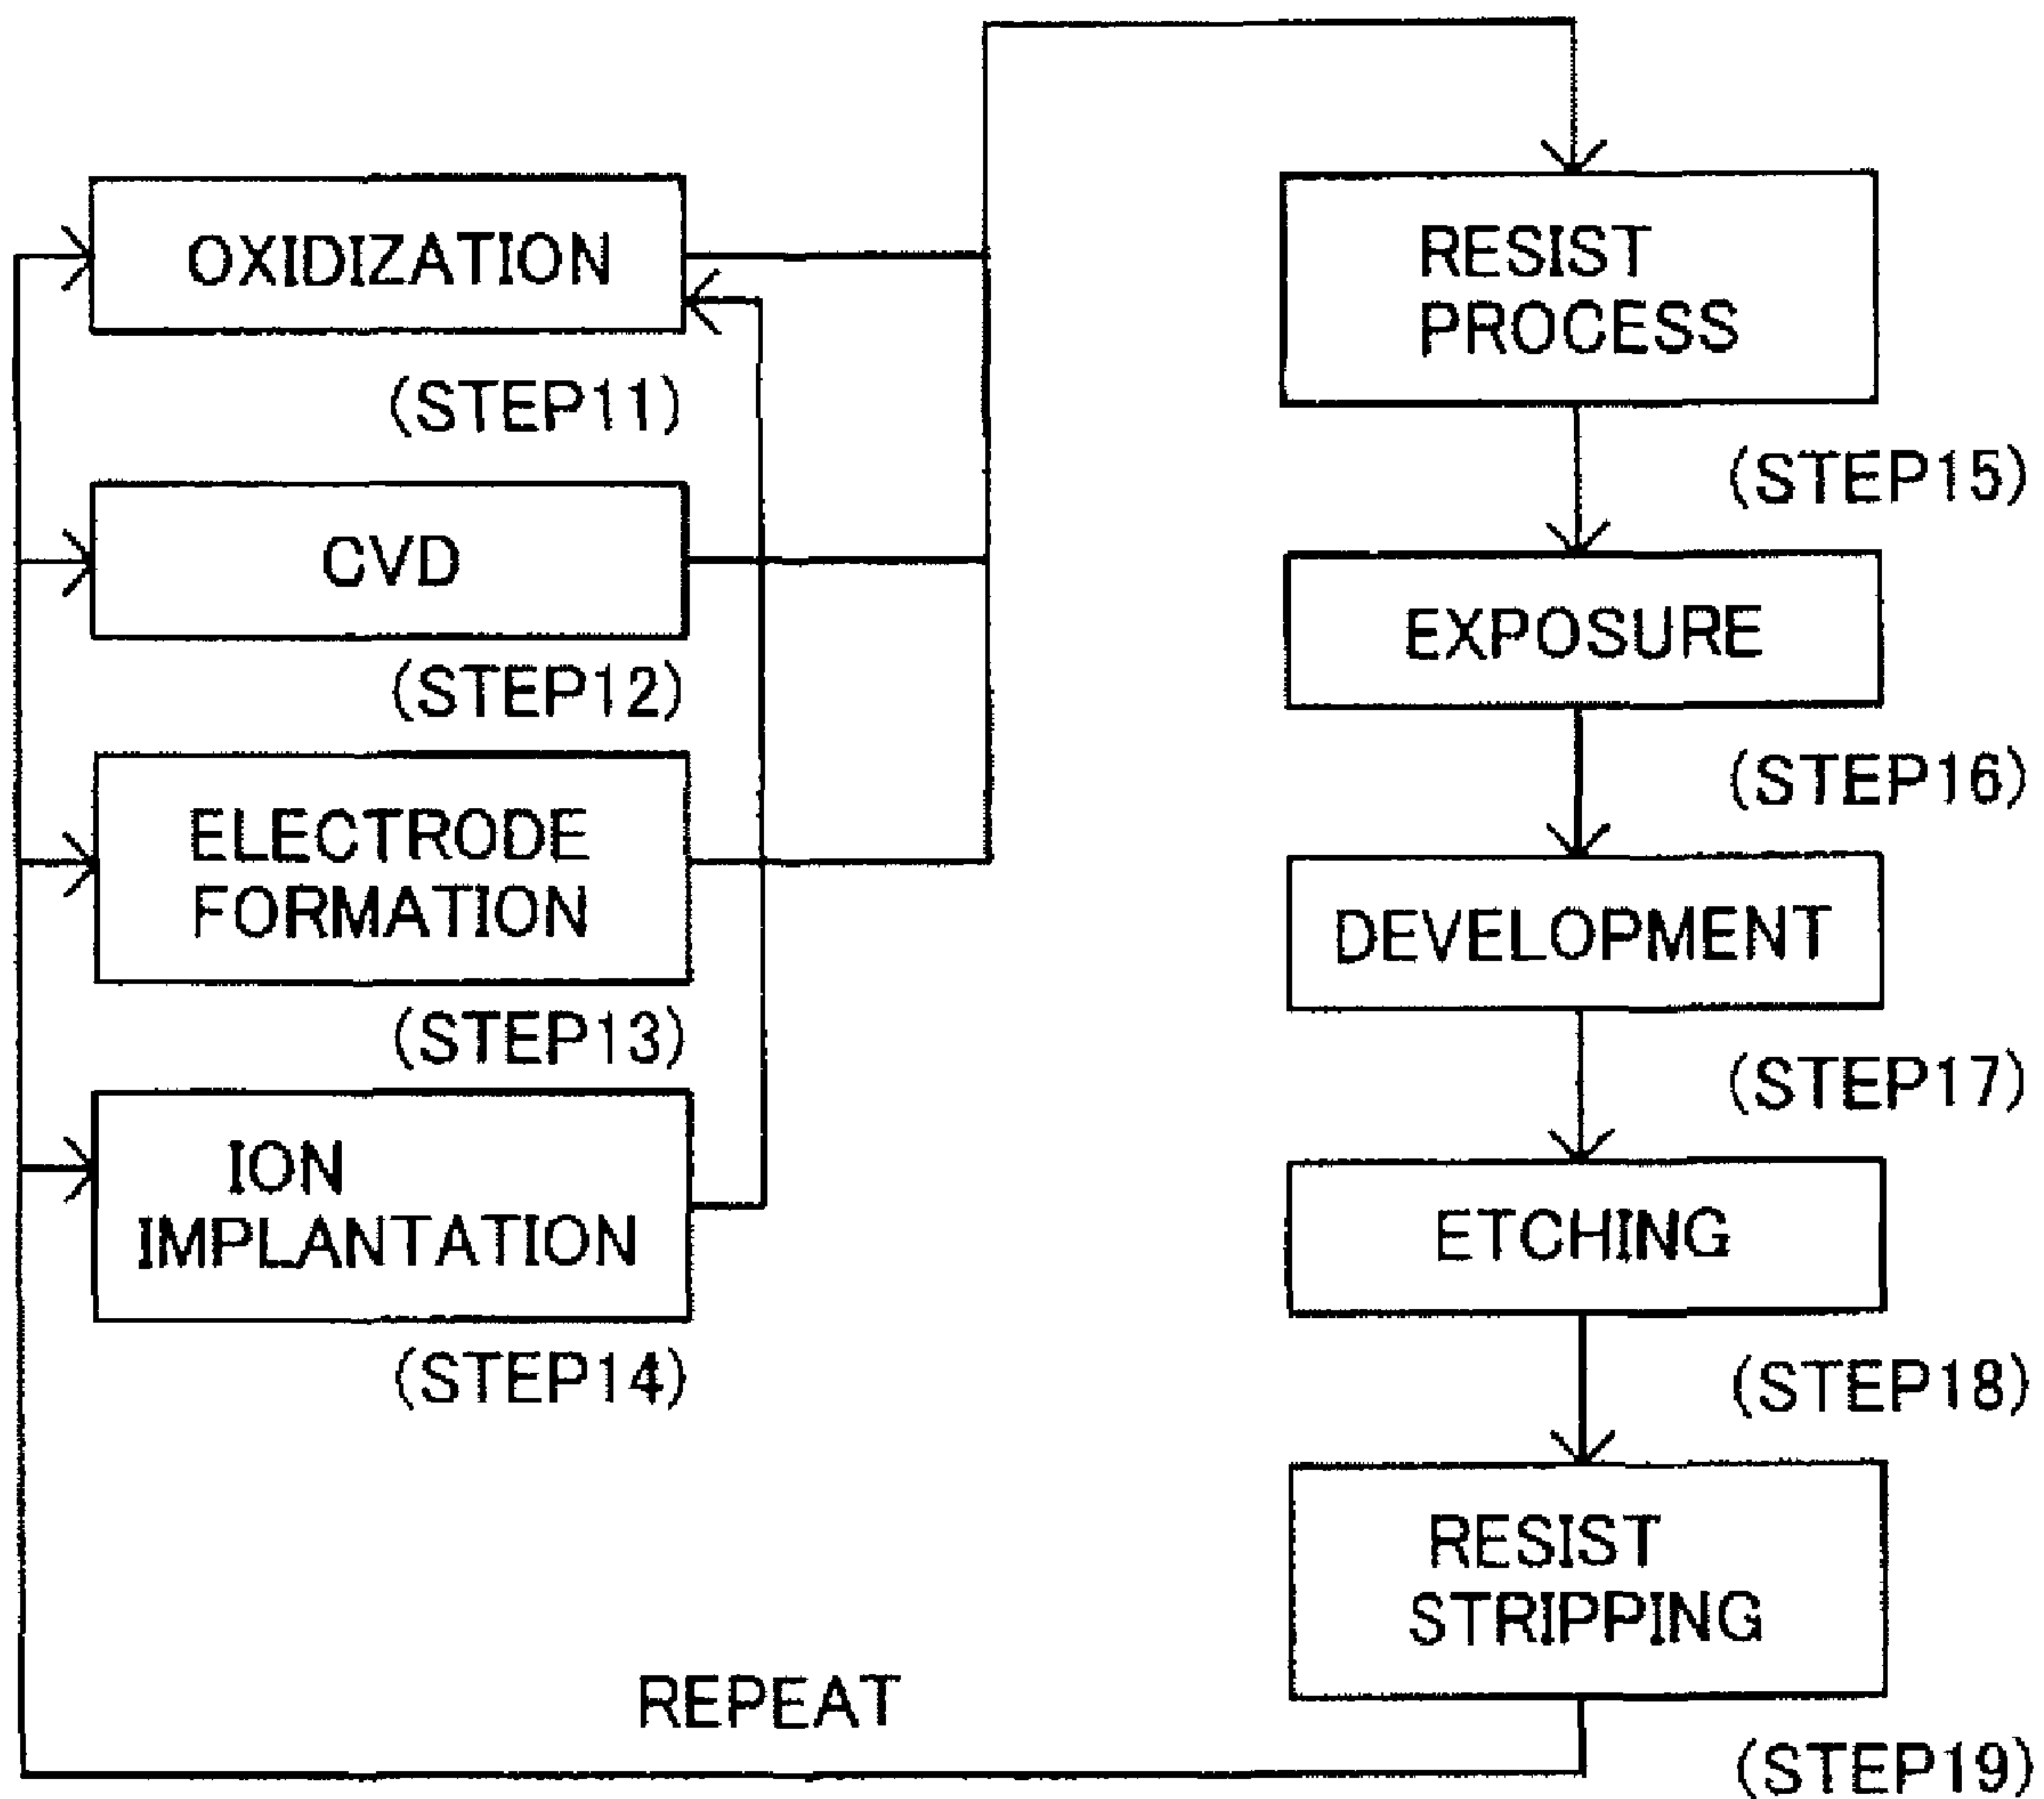 OXIDIZATION
(STEP11)
CVD
(STEP12)
ELECTRODE
FORMATION
(STEP13)
ION
IMPLANTATION
(STEP14)
RESIST
PROCESS
(STEP15)
EXPOSURE
(STEP16)
DEVELOPMENT
(STEP17)
ETCHING
(STEP18)
RESIST
STRIPPING
(STEP19)
REPEAT